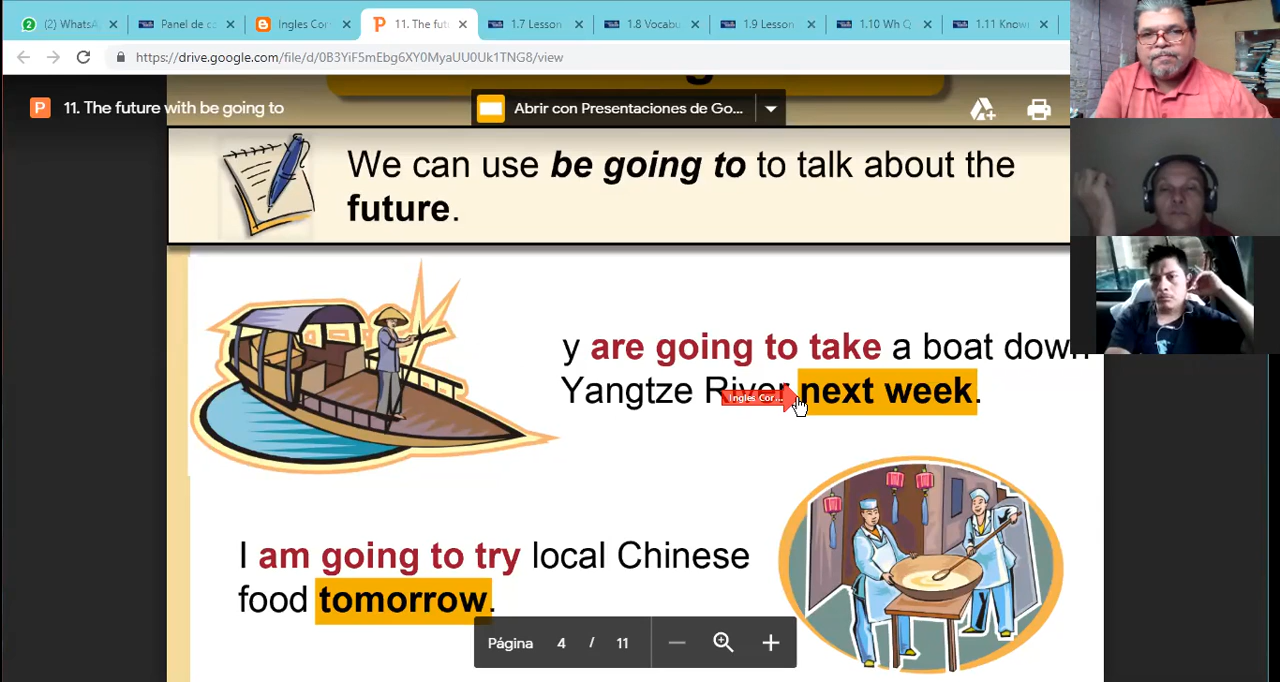 (2) Whats
Panel de c
Ingles Cor
11. The fut
1.7 Lesson
1.8 Vocabu
1.9 Lesson
1.10 Wh Q
1.11 Know
https://drive.google.com/file/d/0B3YiF5mEbg6XY0MyaUU0Uk1TNG8/view
11. The future with be going to
Abrir con Presentaciones de Go...
We can use be going to to talk about the
future.
y are going to take a boat down
Yangtze River next week.
Ingles Cor...
I am going to try local Chinese
food tomorrow.
Página 4 / 11